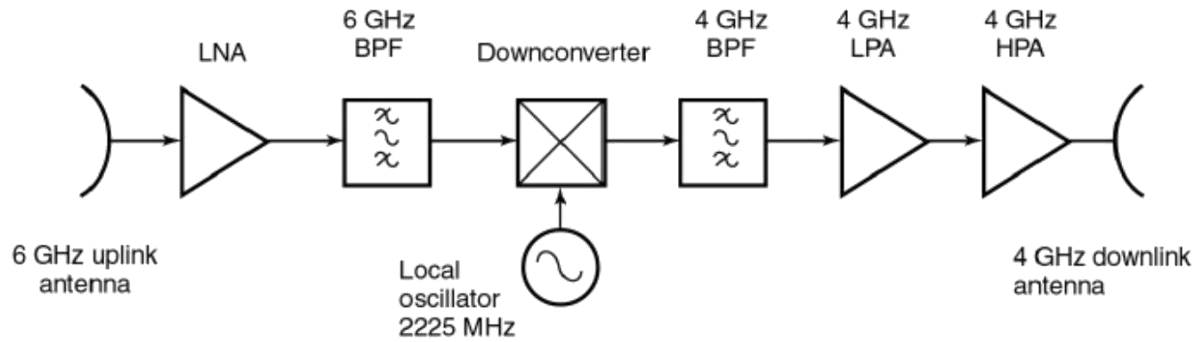 LNA
6 GHz
BPF
Downconverter
4 GHz
BPF
4 GHz
LPA
4 GHz
HPA
6 GHz uplink
antenna
Local
oscillator
2225 MHz
4 GHz downlink
antenna